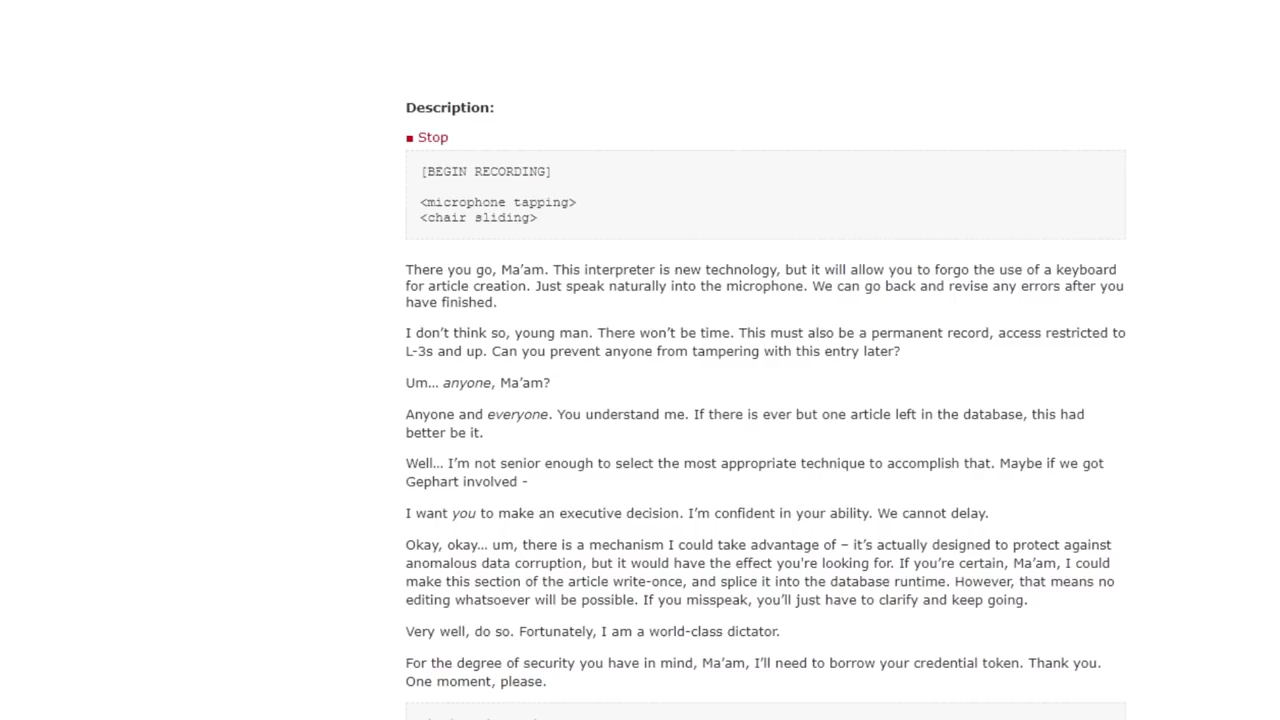 Description:
■ Stop
[BEGIN RECORDING]
<microphone tapping>
<chair sliding>
There you go, Ma’am. This interpreter is new technology, but it will allow you to forgo the use of a keyboard
for article creation. Just speak naturally into the microphone. We can go back and revise any errors after you
have finished.
I don’t think so, young man. There won’t be time. This must also be a permanent record, access restricted to
L-3s and up. Can you prevent anyone from tampering with this entry later?
Um… anyone, Ma’am?
Anyone and everyone. You understand me. If there is ever but one article left in the database, this had
better be it.
Well… I’m not senior enough to select the most appropriate technique to accomplish that. Maybe if we got
Gephart involved -
I want you to make an executive decision. I’m confident in your ability. We cannot delay.
Okay, okay… um, there is a mechanism I could take advantage of – it’s actually designed to protect against
anomalous data corruption, but it would have the effect you're looking for. If you’re certain, Ma’am, I could
make this section of the article write-once, and splice it into the database runtime. However, that means no
editing whatsoever will be possible. If you misspeak, you’ll just have to clarify and keep going.
Very well, do so. Fortunately, I am a world-class dictator.
For the degree of security you have in mind, Ma’am, I’ll need to borrow your credential token. Thank you.
One moment, please.